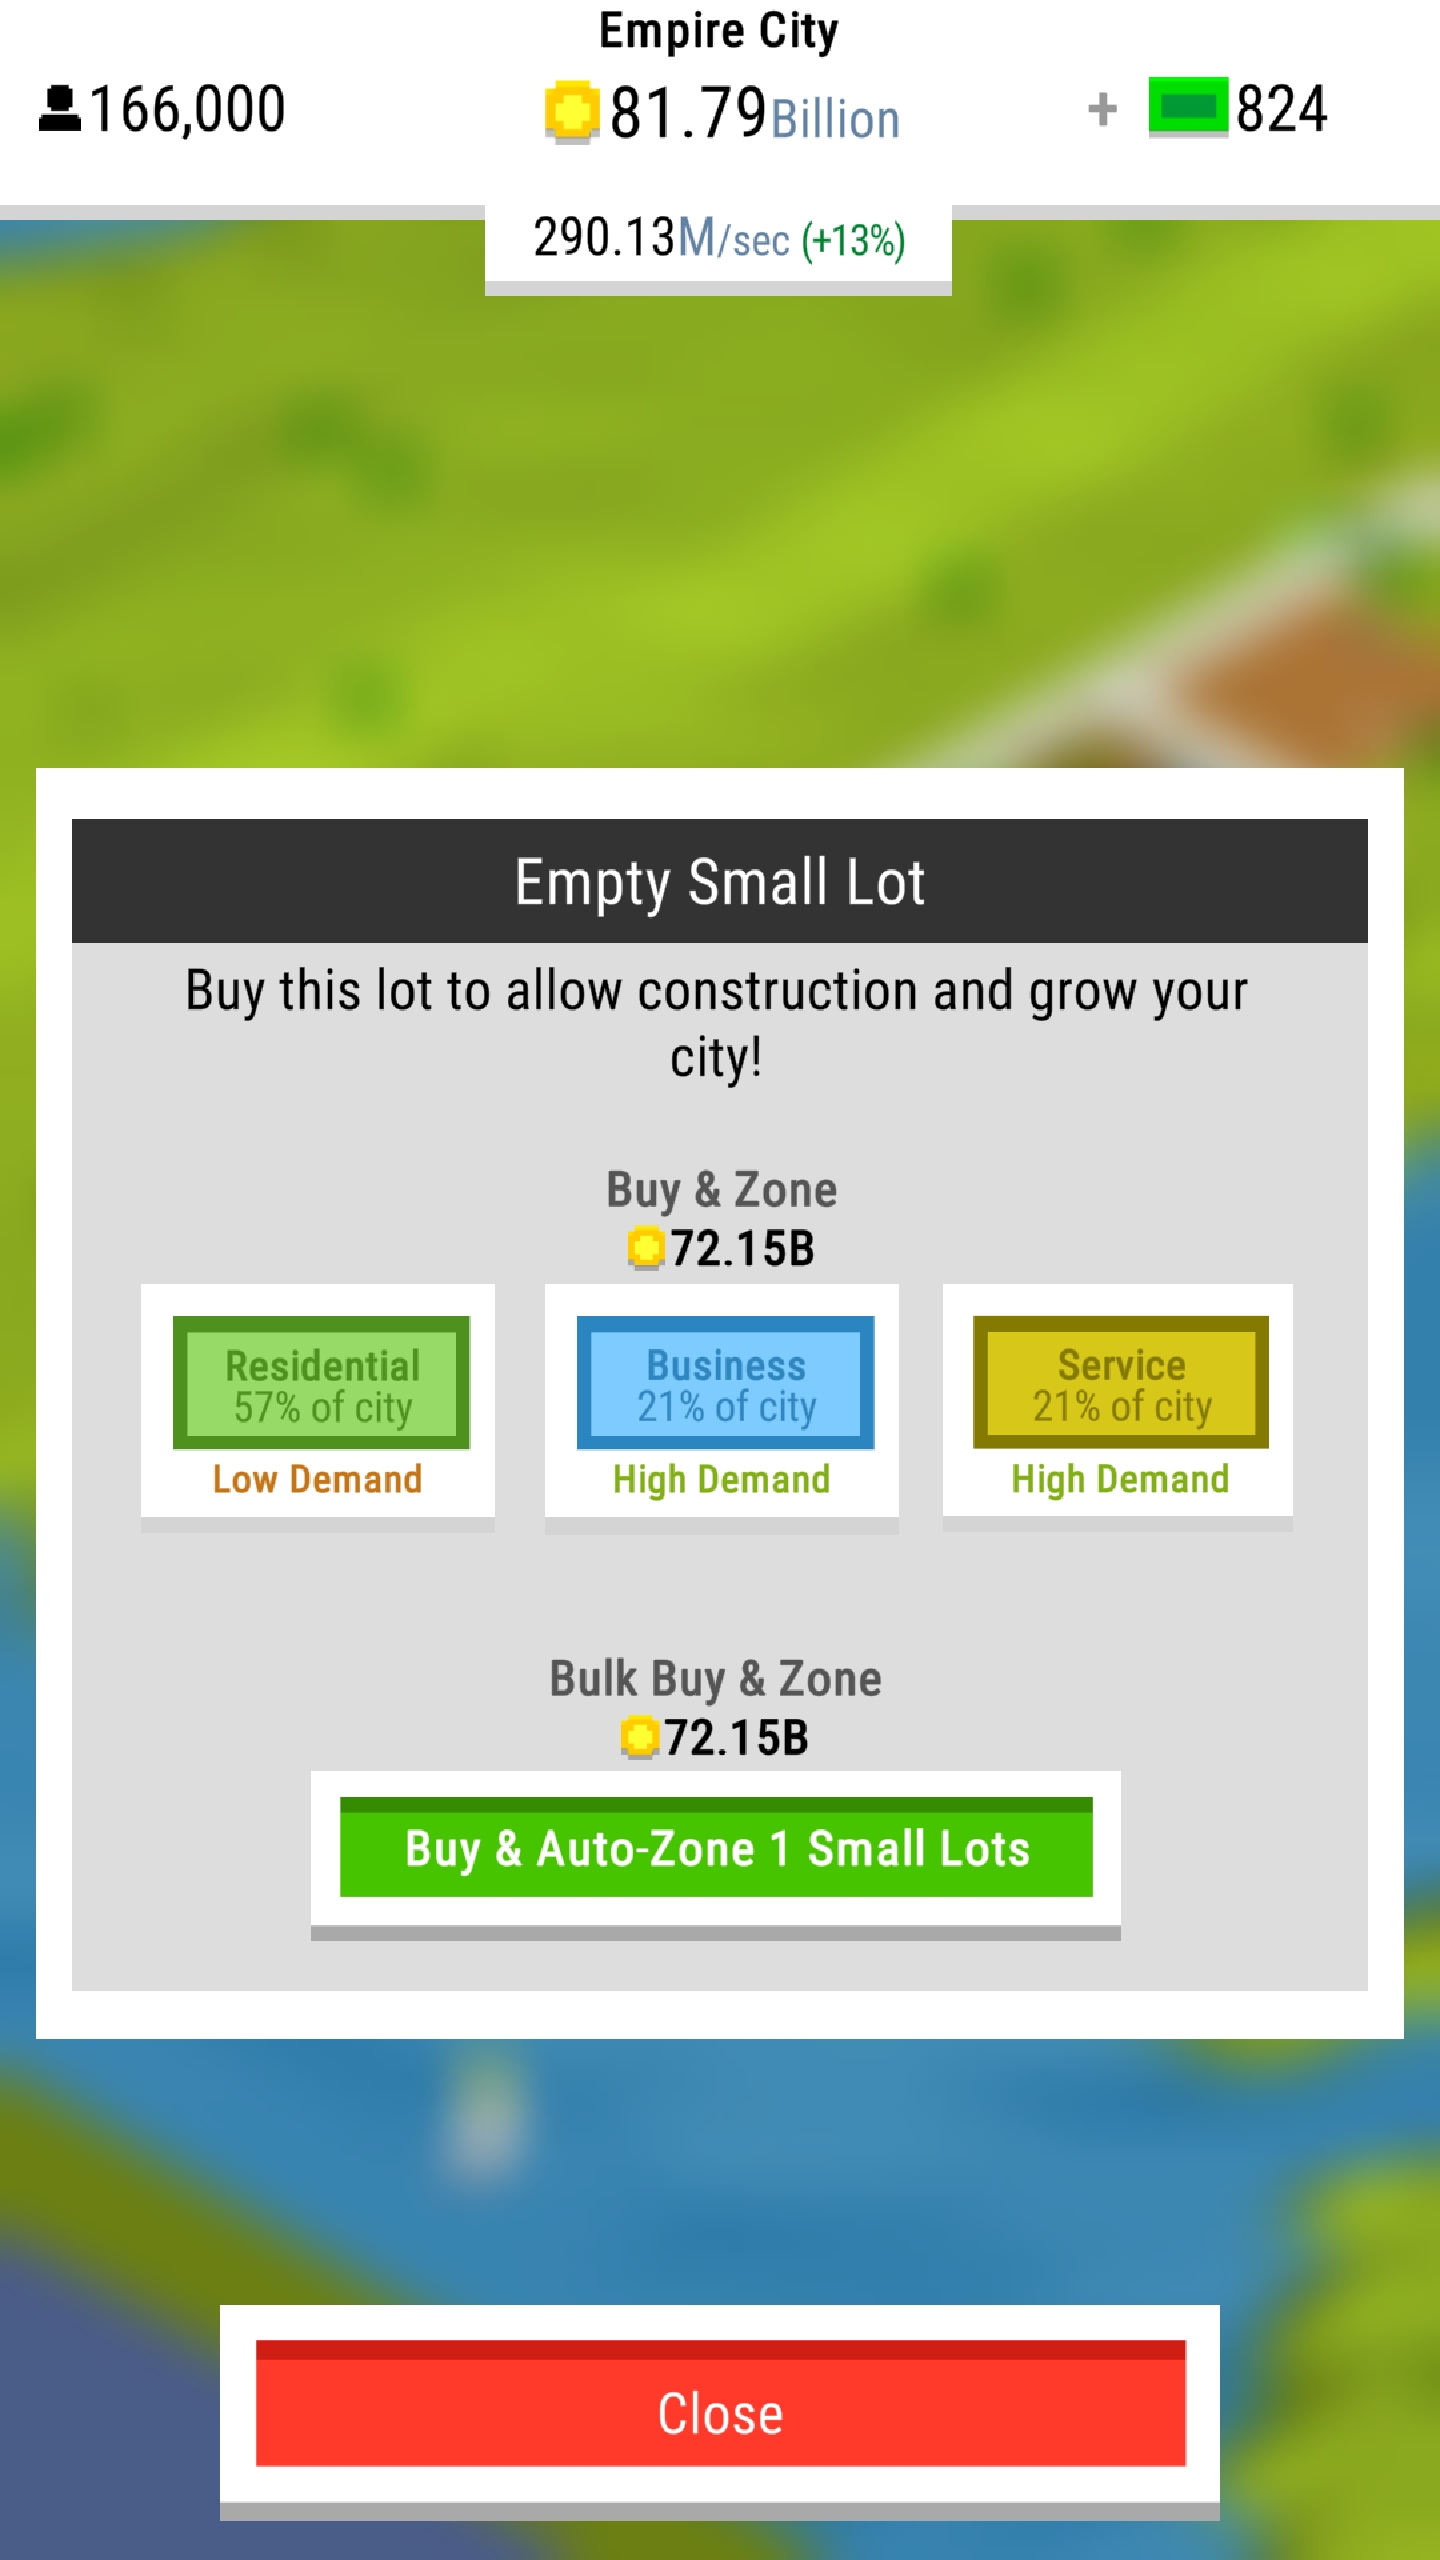 Empire City
166,000
81.79Billion
+ 824
290.13M/sec (+13%)
Empty Small Lot
Buy this lot to allow construction and grow your
city!
Buy & Zone
72.15B
Residential
57% of city
Low Demand
Business
21% of city
High Demand
Service
21% of city
High Demand
Bulk Buy & Zone
72.15B
Buy & Auto-Zone 1 Small Lots
Close